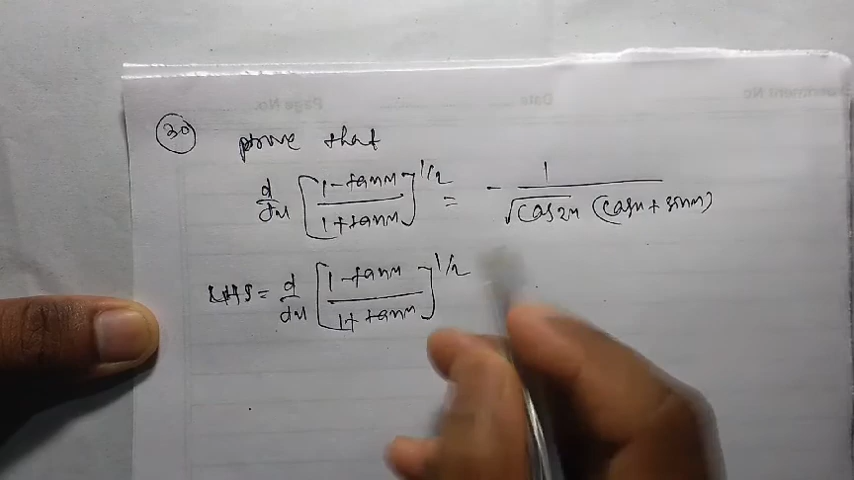 30 prove that
d/dx [(1-tanx)/(1+tanx)]^1/2 = - 1/(√cos2x (cosx+sinx))
LHS = d/dx [(1-tanx)/(1+tanx)]^1/2